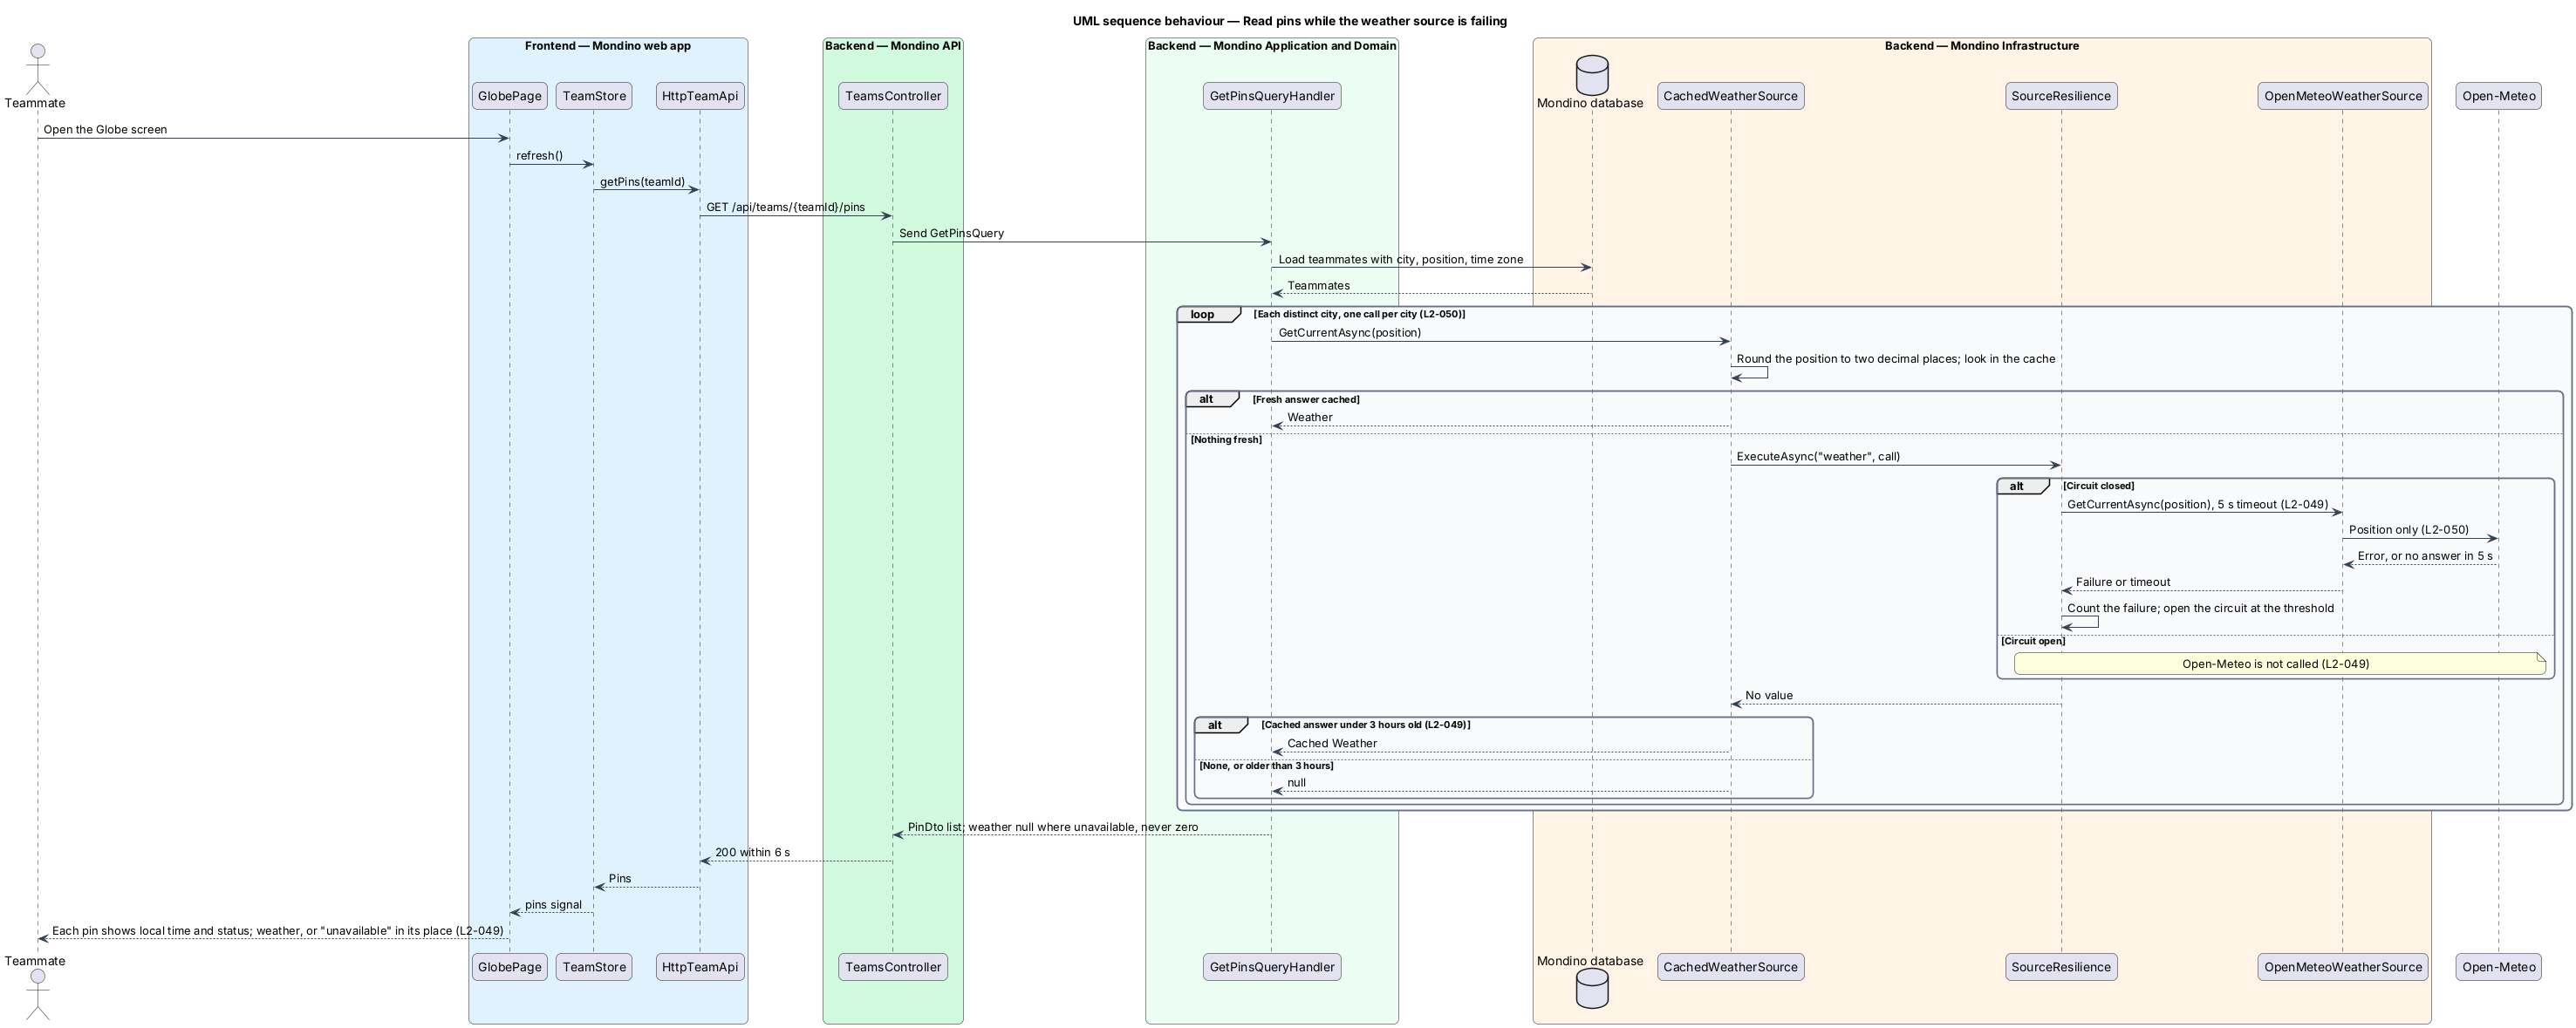 UML sequence behaviour — Read pins while the weather source is failing
Frontend — Mondino web app
Backend — Mondino API
Backend — Mondino Application and Domain
Backend — Mondino Infrastructure
Teammate
GlobePage
TeamStore
HttpTeamApi
TeamsController
GetPinsQueryHandler
Mondino database
CachedWeatherSource
SourceResilience
OpenMeteoWeatherSource
Open-Meteo
Open the Globe screen
refresh()
getPins(teamId)
GET /api/teams/{teamId}/pins
Send GetPinsQuery
Load teammates with city, position, time zone
Teammates
loop [Each distinct city, one call per city (L2-050)]
GetCurrentAsync(position)
Round the position to two decimal places; look in the cache
alt [Fresh answer cached]
Weather
[Nothing fresh]
ExecuteAsync("weather", call)
alt [Circuit closed]
GetCurrentAsync(position), 5 s timeout (L2-049)
Position only (L2-050)
Error, or no answer in 5 s
Failure or timeout
Count the failure; open the circuit at the threshold
[Circuit open]
Open-Meteo is not called (L2-049)
No value
alt [Cached answer under 3 hours old (L2-049)]
Cached Weather
[None, or older than 3 hours]
null
PinDto list; weather null where unavailable, never zero
200 within 6 s
Pins
pins signal
Each pin shows local time and status; weather, or "unavailable" in its place (L2-049)
Teammate
GlobePage
TeamStore
HttpTeamApi
TeamsController
GetPinsQueryHandler
Mondino database
CachedWeatherSource
SourceResilience
OpenMeteoWeatherSource
Open-Meteo